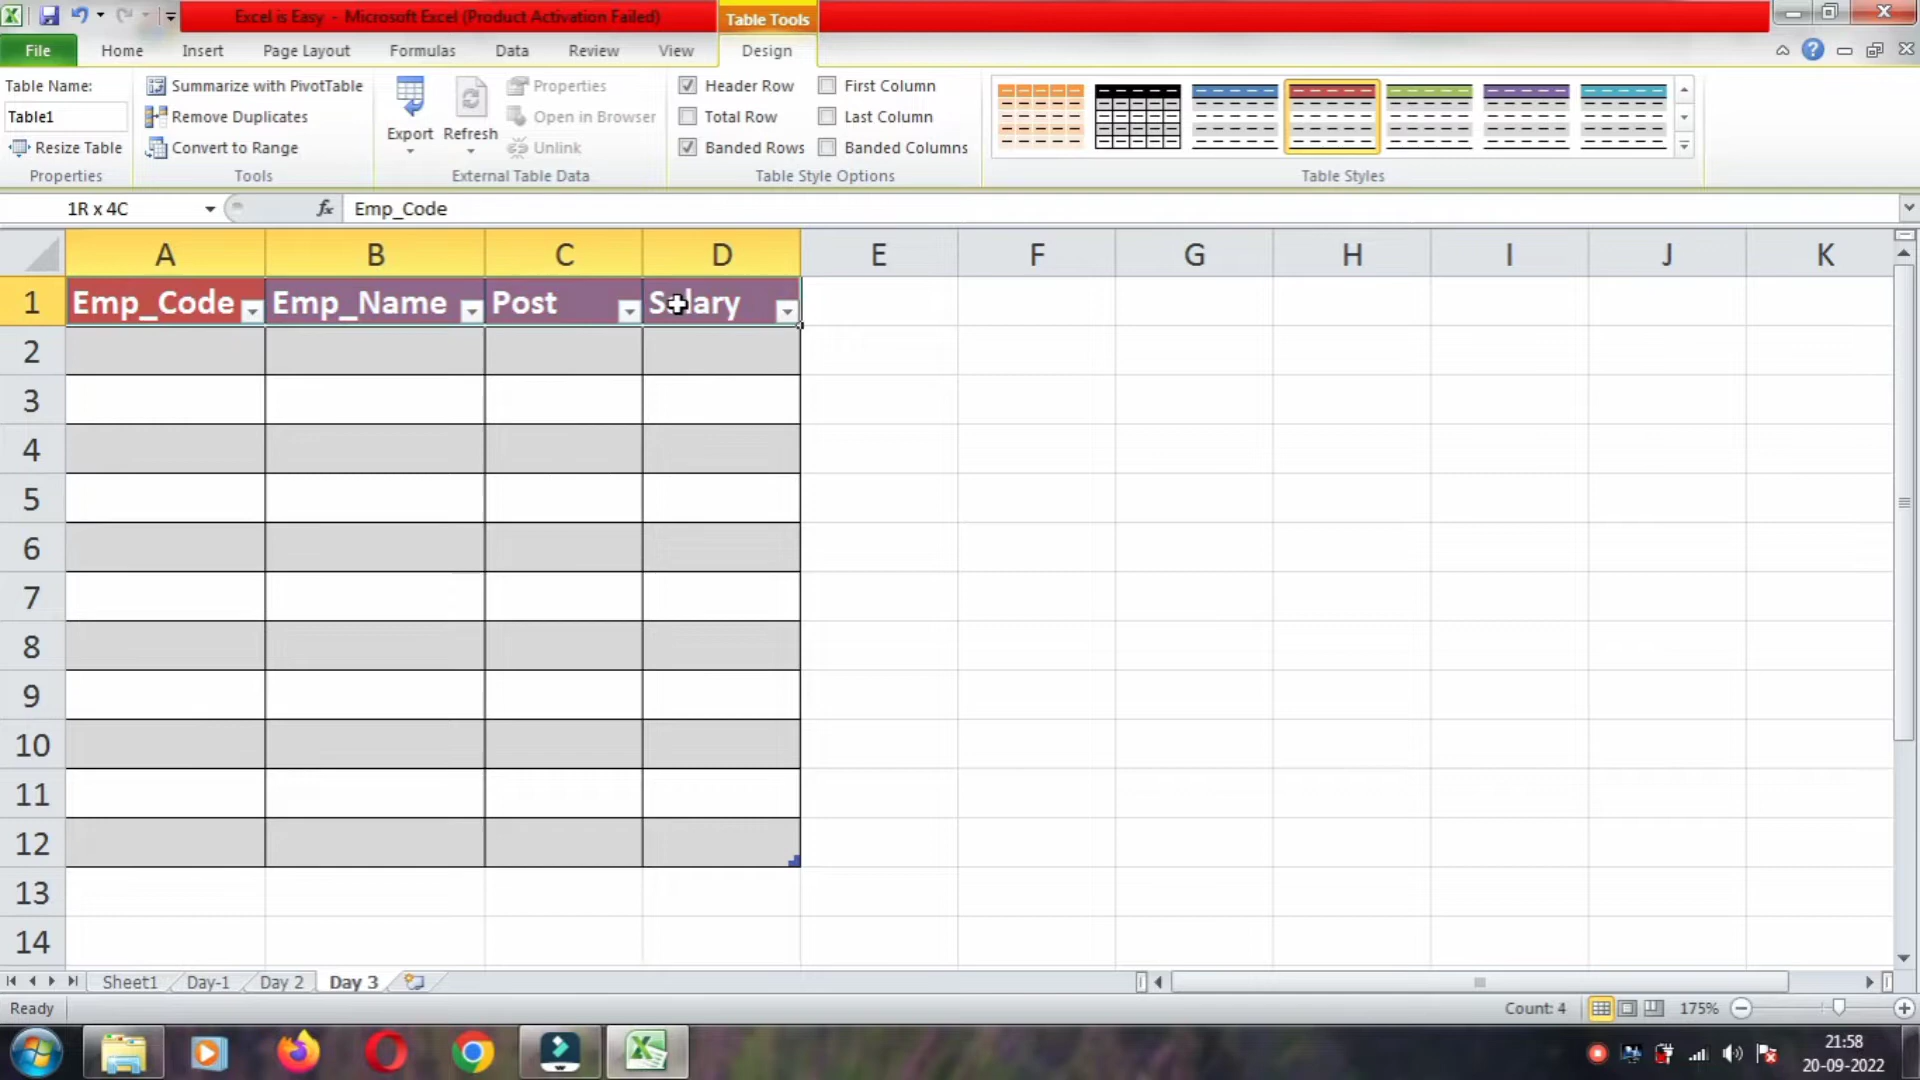 Excel is Easy - Microsoft Excel (Product Activation Failed)
Table Tools
File Home Insert Page Layout Formulas Data Review View Design
Table Name:
Table1
Resize Table
Properties
Summarize with PivotTable
Remove Duplicates
Convert to Range
Tools
Export
Refresh
Properties
Open in Browser
Unlink
External Table Data
Header Row
Total Row
Banded Rows
First Column
Last Column
Banded Columns
Table Style Options
Table Styles
1R x 4C
fx
Emp_Code
A B C D E F G H I J K
1 Emp_Code Emp_Name Post Salary
2
3
4
5
6
7
8
9
10
11
12
13
14
Sheet1 Day-1 Day 2 Day 3
Ready
Count: 4
175%
21:58
20-09-2022